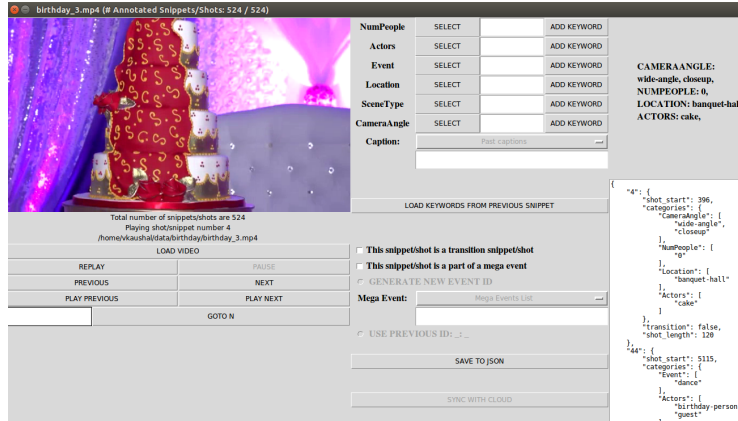 birthday_3.mp4 (# Annotated Snippets/Shots: 524 / 524)
Total number of snippets/shots are 524
Playing shot/snippet number 4
/home/vkaushal/data/birthday/birthday_3.mp4
LOAD VIDEO
REPLAY PAUSE
PREVIOUS NEXT
PLAY PREVIOUS PLAY NEXT
GOTO N
NumPeople SELECT ADD KEYWORD
Actors SELECT ADD KEYWORD
Event SELECT ADD KEYWORD
Location SELECT ADD KEYWORD
SceneType SELECT ADD KEYWORD
CameraAngle SELECT ADD KEYWORD
Caption: Past captions
LOAD KEYWORDS FROM PREVIOUS SNIPPET
This snippet/shot is a transition snippet/shot
This snippet/shot is a part of a mega event
GENERATE NEW EVENT ID
Mega Event: Mega Events List
USE PREVIOUS ID: _: _
SAVE TO JSON
SYNC WITH CLOUD
CAMERAANGLE:
wide-angle, closeup,
NUMPEOPLE: 0,
LOCATION: banquet-hal
ACTORS: cake,
{
"4": {
"shot_start": 396,
"categories": {
"CameraAngle": [
"wide-angle",
"closeup"
],
"NumPeople": [
"0"
],
"Location": [
"banquet-hall"
],
"Actors": [
"cake"
]
},
"transition": false,
"shot_length": 120
},
"44": {
"shot_start": 5115,
"categories": {
"Event": [
"dance"
],
"Actors": [
"birthday-person
"guest"